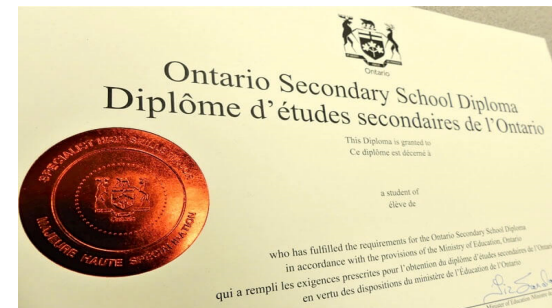 Ontario
Ontario Secondary School Diploma
Diplôme d'études secondaires de l'Ontario
This Diploma is granted to
Ce diplôme est décerné à
a student of
élève de
who has fulfilled the requirements for the Ontario Secondary School Diploma
in accordance with the provisions of the Ministry of Education, Ontario
qui a rempli les exigences prescrites pour l'obtention du diplôme d'études secondaires de l'Ontario
en vertu des dispositions du ministère de l'Éducation de l'Ontario
SPECIALIST HIGH SKILLS MAJOR
Ontario
MAJEURE HAUTE SPÉCIALISATION